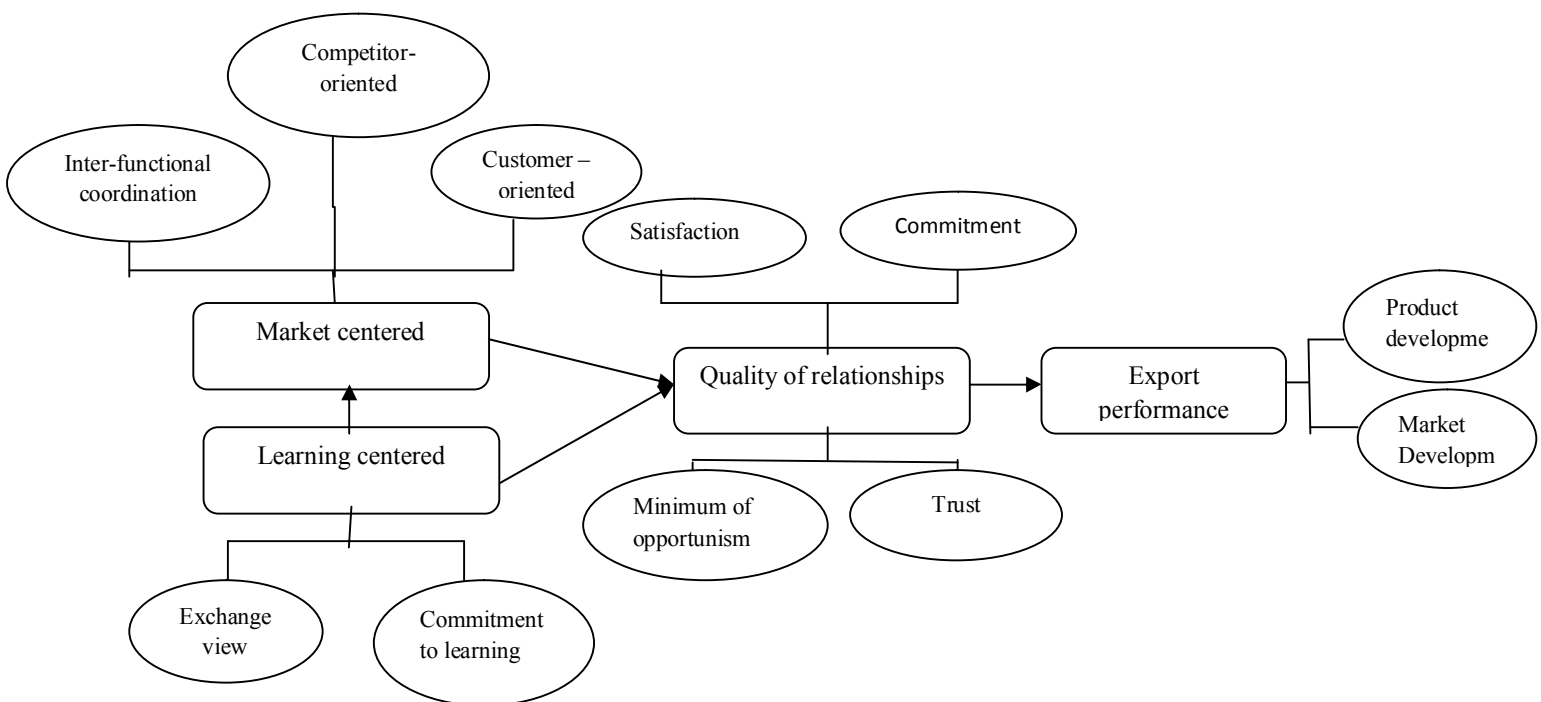 Competitor-
oriented
Inter-functional
coordination
Customer –
oriented
Satisfaction
Commitment
Market centered
Quality of relationships
Export
performance
Product
developme
Market
Developm
Learning centered
Minimum of
opportunism
Trust
Exchange
view
Commitment
to learning